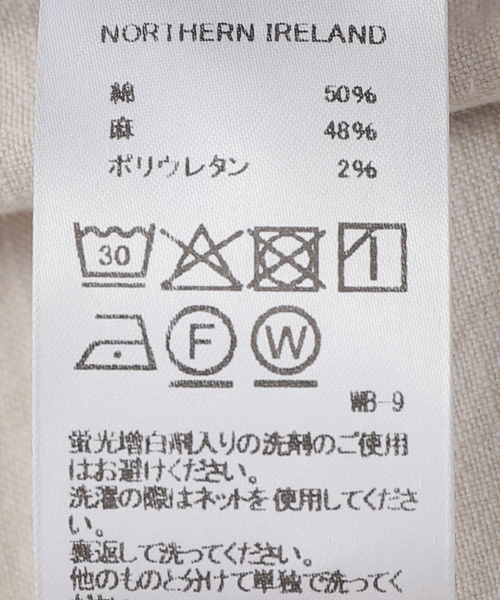 NORTHERN IRELAND
綿 50%
麻 48%
ポリウレタン 2%
30
F W
WB-9
蛍光増白剤入りの洗剤のご使用
はお避けください。
洗濯の際はネットを使用してくださ
い。
裏返して洗ってください。
他のものと分けて単独で洗ってく